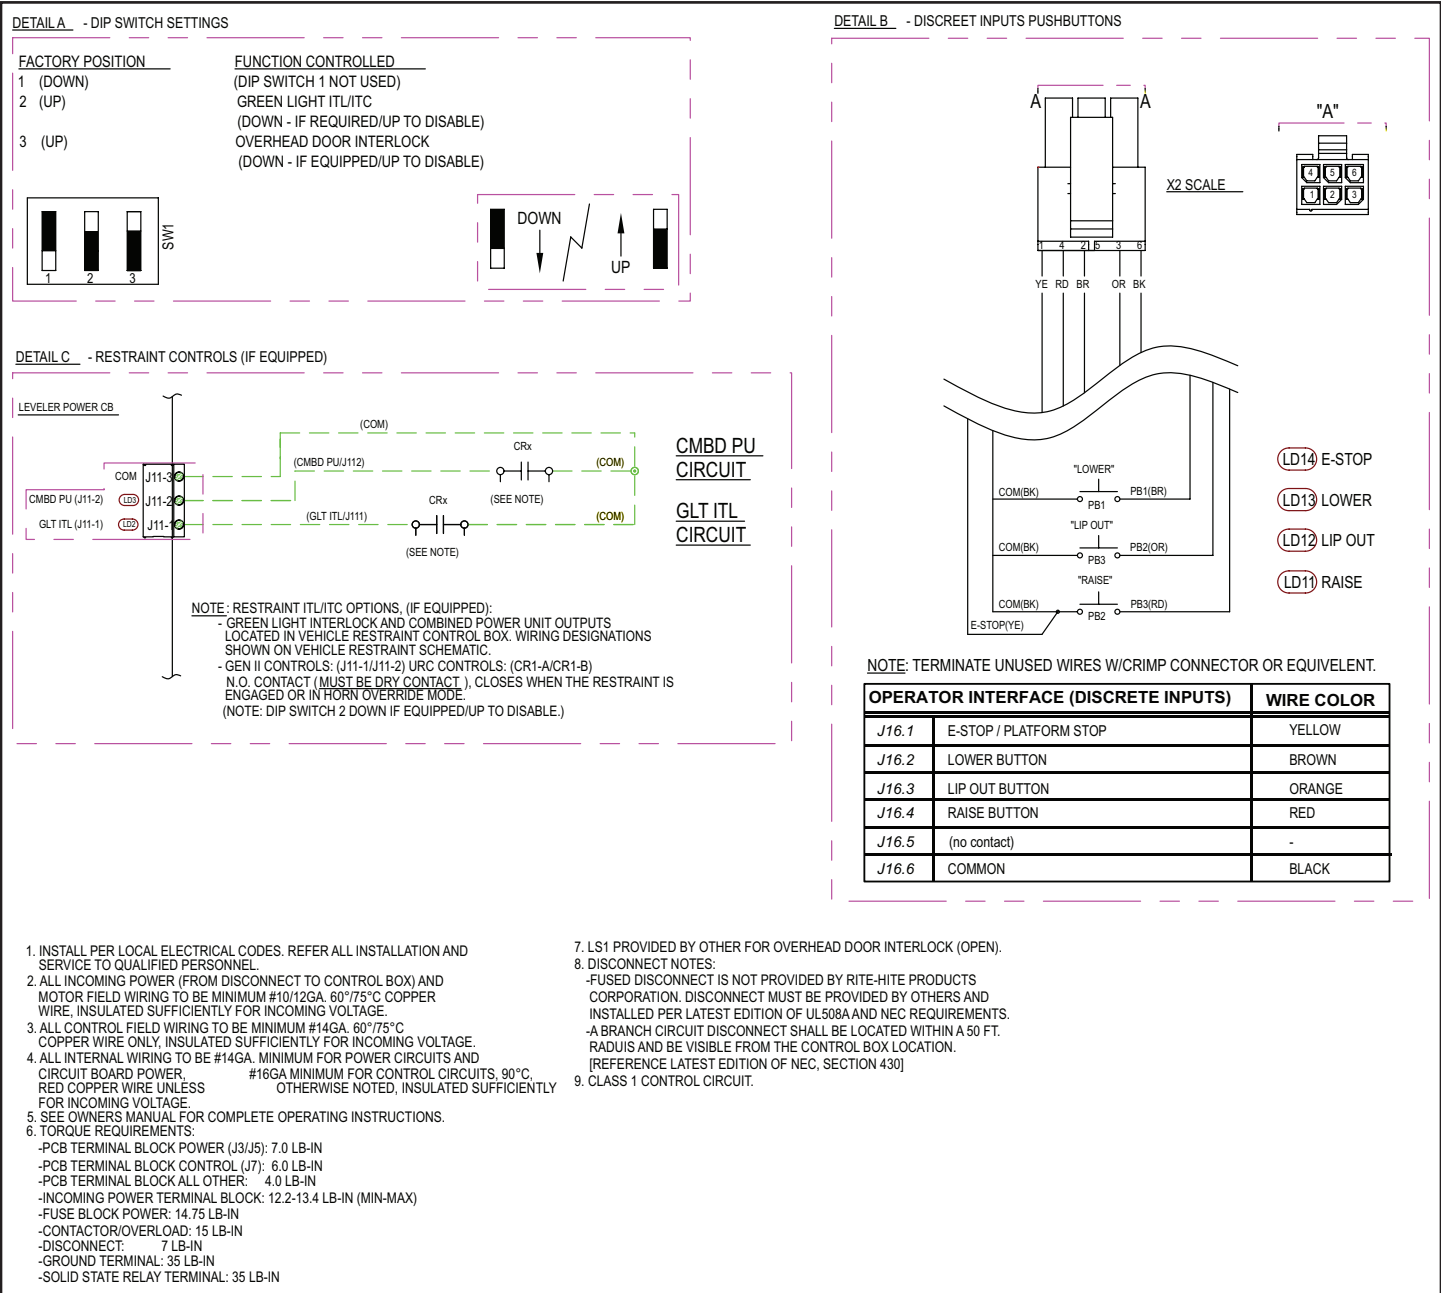 DETAIL A - DIP SWITCH SETTINGS
FACTORY POSITION FUNCTION CONTROLLED
1 (DOWN) (DIP SWITCH 1 NOT USED)
2 (UP) GREEN LIGHT ITL/ITC
(DOWN - IF REQUIRED/UP TO DISABLE)
3 (UP) OVERHEAD DOOR INTERLOCK
(DOWN - IF EQUIPPED/UP TO DISABLE)
1 2 3
SW1
DOWN
UP
DETAIL B - DISCREET INPUTS PUSHBUTTONS
A A
"A"
X2 SCALE
4 5 6
1 2 3
1 4 2 5 3 6
YE RD BR OR BK
"LOWER"
COM(BK) PB1(BR)
PB1
"LIP OUT"
COM(BK) PB2(OR)
PB3
"RAISE"
COM(BK) PB3(RD)
PB2
E-STOP(YE)
LD14 E-STOP
LD13 LOWER
LD12 LIP OUT
LD11 RAISE
NOTE: TERMINATE UNUSED WIRES W/CRIMP CONNECTOR OR EQUIVELENT.
OPERATOR INTERFACE (DISCRETE INPUTS) WIRE COLOR
J16.1 E-STOP / PLATFORM STOP YELLOW
J16.2 LOWER BUTTON BROWN
J16.3 LIP OUT BUTTON ORANGE
J16.4 RAISE BUTTON RED
J16.5 (no contact) -
J16.6 COMMON BLACK
DETAIL C - RESTRAINT CONTROLS (IF EQUIPPED)
LEVELER POWER CB
(COM)
COM J11-3
(CMBD PU/J112) CRx (COM)
CMBD PU (J11-2) LD3 J11-2
(SEE NOTE)
GLT ITL (J11-1) LD2 J11-1
(GLT ITL/J111) CRx (COM)
(SEE NOTE)
CMBD PU
CIRCUIT
GLT ITL
CIRCUIT
NOTE: RESTRAINT ITL/ITC OPTIONS, (IF EQUIPPED):
- GREEN LIGHT INTERLOCK AND COMBINED POWER UNIT OUTPUTS
LOCATED IN VEHICLE RESTRAINT CONTROL BOX. WIRING DESIGNATIONS
SHOWN ON VEHICLE RESTRAINT SCHEMATIC.
- GEN II CONTROLS: (J11-1/J11-2) URC CONTROLS: (CR1-A/CR1-B)
N.O. CONTACT (MUST BE DRY CONTACT ), CLOSES WHEN THE RESTRAINT IS
ENGAGED OR IN HORN OVERRIDE MODE.
(NOTE: DIP SWITCH 2 DOWN IF EQUIPPED/UP TO DISABLE.)
1. INSTALL PER LOCAL ELECTRICAL CODES. REFER ALL INSTALLATION AND
SERVICE TO QUALIFIED PERSONNEL.
2. ALL INCOMING POWER (FROM DISCONNECT TO CONTROL BOX) AND
MOTOR FIELD WIRING TO BE MINIMUM #10/12GA. 60°/75°C COPPER
WIRE, INSULATED SUFFICIENTLY FOR INCOMING VOLTAGE.
3. ALL CONTROL FIELD WIRING TO BE MINIMUM #14GA. 60°/75°C
COPPER WIRE ONLY, INSULATED SUFFICIENTLY FOR INCOMING VOLTAGE.
4. ALL INTERNAL WIRING TO BE #14GA. MINIMUM FOR POWER CIRCUITS AND
CIRCUIT BOARD POWER, #16GA MINIMUM FOR CONTROL CIRCUITS, 90°C,
RED COPPER WIRE UNLESS OTHERWISE NOTED, INSULATED SUFFICIENTLY
FOR INCOMING VOLTAGE.
5. SEE OWNERS MANUAL FOR COMPLETE OPERATING INSTRUCTIONS.
6. TORQUE REQUIREMENTS:
-PCB TERMINAL BLOCK POWER (J3/J5): 7.0 LB-IN
-PCB TERMINAL BLOCK CONTROL (J7): 6.0 LB-IN
-PCB TERMINAL BLOCK ALL OTHER: 4.0 LB-IN
-INCOMING POWER TERMINAL BLOCK: 12.2-13.4 LB-IN (MIN-MAX)
-FUSE BLOCK POWER: 14.75 LB-IN
-CONTACTOR/OVERLOAD: 15 LB-IN
-DISCONNECT: 7 LB-IN
-GROUND TERMINAL: 35 LB-IN
-SOLID STATE RELAY TERMINAL: 35 LB-IN
7. LS1 PROVIDED BY OTHER FOR OVERHEAD DOOR INTERLOCK (OPEN).
8. DISCONNECT NOTES:
-FUSED DISCONNECT IS NOT PROVIDED BY RITE-HITE PRODUCTS
CORPORATION. DISCONNECT MUST BE PROVIDED BY OTHERS AND
INSTALLED PER LATEST EDITION OF UL508A AND NEC REQUIREMENTS.
-A BRANCH CIRCUIT DISCONNECT SHALL BE LOCATED WITHIN A 50 FT.
RADUIS AND BE VISIBLE FROM THE CONTROL BOX LOCATION.
[REFERENCE LATEST EDITION OF NEC, SECTION 430]
9. CLASS 1 CONTROL CIRCUIT.